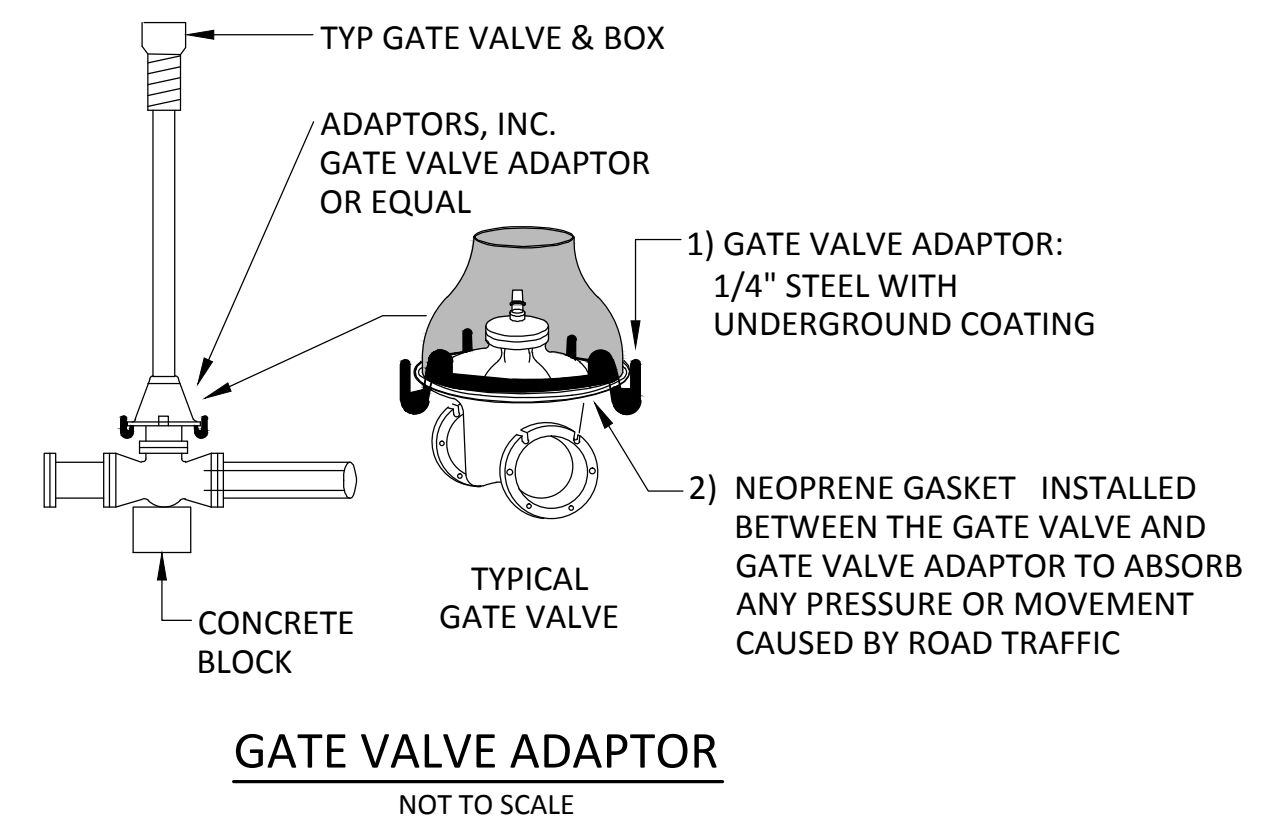 TYP GATE VALVE & BOX
ADAPTORS, INC.
GATE VALVE ADAPTOR
OR EQUAL
1) GATE VALVE ADAPTOR:
1/4" STEEL WITH
UNDERGROUND COATING
2) NEOPRENE GASKET INSTALLED
BETWEEN THE GATE VALVE AND
GATE VALVE ADAPTOR TO ABSORB
ANY PRESSURE OR MOVEMENT
CAUSED BY ROAD TRAFFIC
TYPICAL
GATE VALVE
CONCRETE
BLOCK
GATE VALVE ADAPTOR
NOT TO SCALE